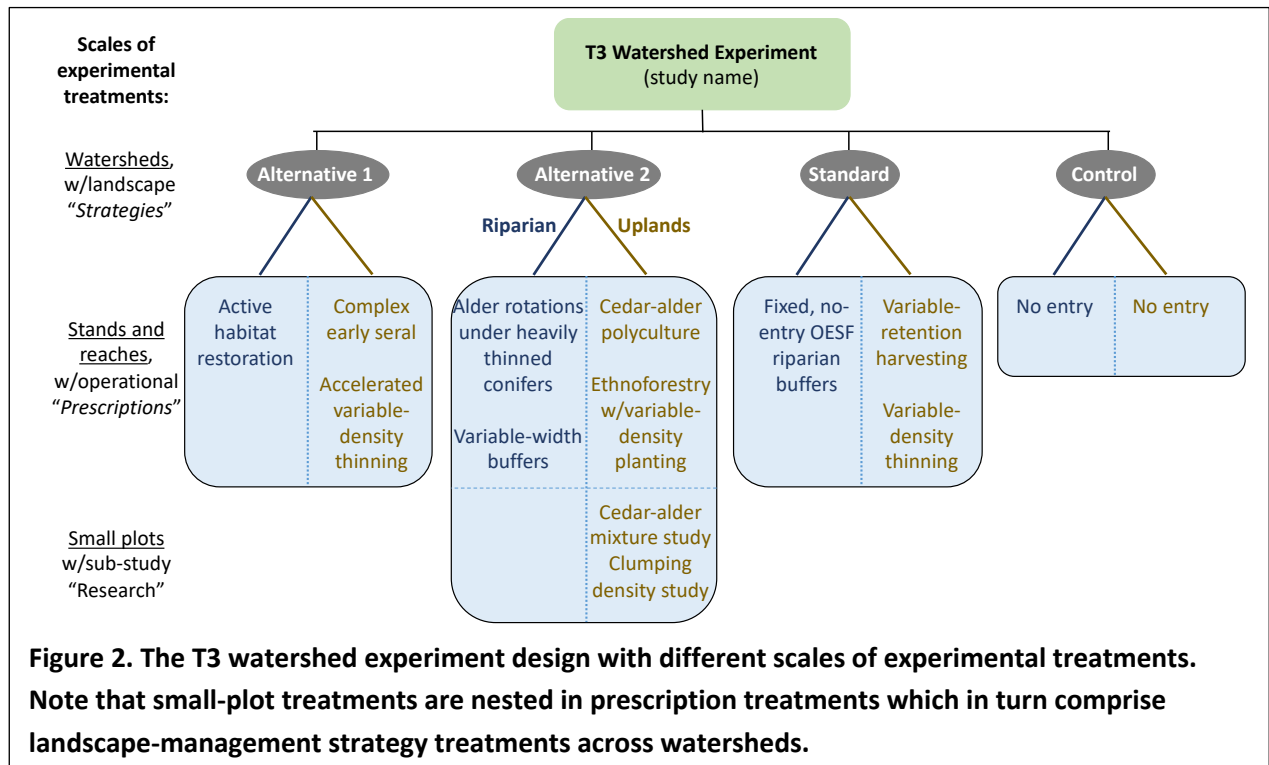 Scales of
experimental
treatments:
T3 Watershed Experiment
(study name)
Watersheds,
w/landscape
“Strategies”
Alternative 1
Alternative 2
Standard
Control
Riparian
Uplands
Stands and
reaches,
w/operational
“Prescriptions”
Active
habitat
restoration
Complex
early seral
Accelerated
variable-
density
thinning
Alder rotations
under heavily
thinned
conifers
Variable-width
buffers
Cedar-alder
polyculture
Ethnoforestry
w/variable-
density
planting
Fixed, no-
entry OESF
riparian
buffers
Variable-
retention
harvesting
Variable-
density
thinning
No entry
No entry
Small plots
w/sub-study
“Research”
Cedar-alder
mixture study
Clumping
density study
Figure 2. The T3 watershed experiment design with different scales of experimental treatments.
Note that small-plot treatments are nested in prescription treatments which in turn comprise
landscape-management strategy treatments across watersheds.